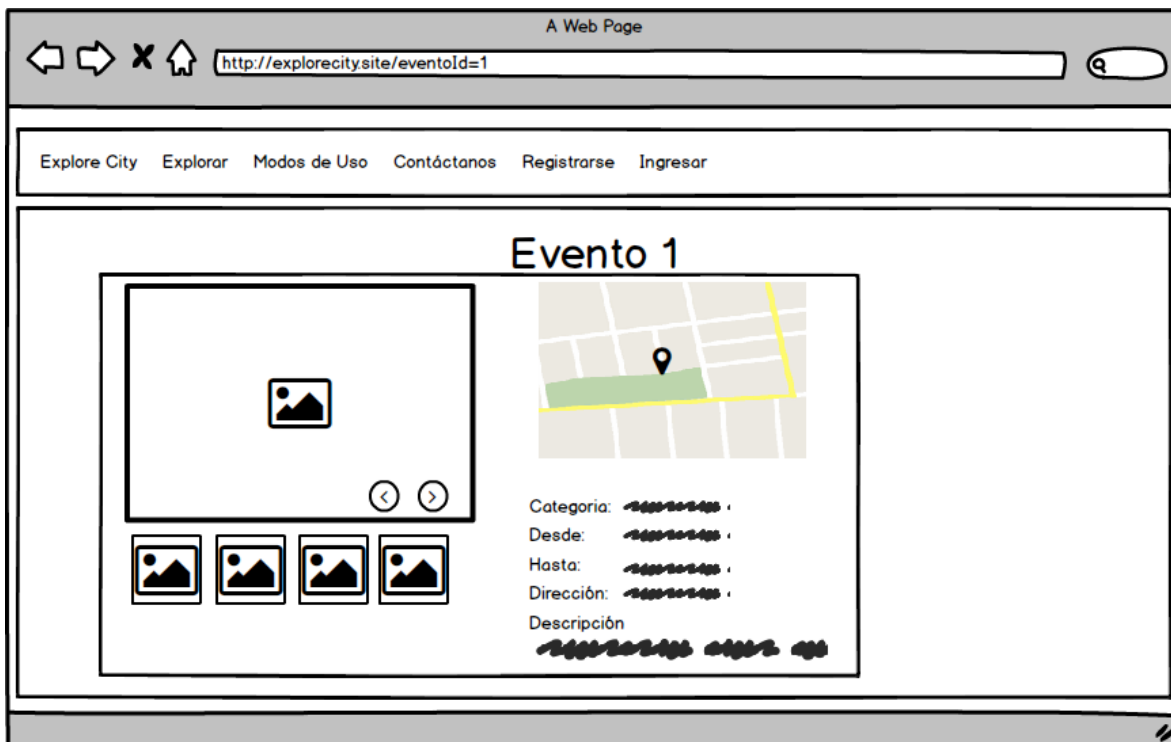 A Web Page
http://explorecity.site/eventoId=1
Explore City Explorar Modos de Uso Contáctanos Registrarse Ingresar
Evento 1
Categoria:
Desde:
Hasta:
Dirección:
Descripción